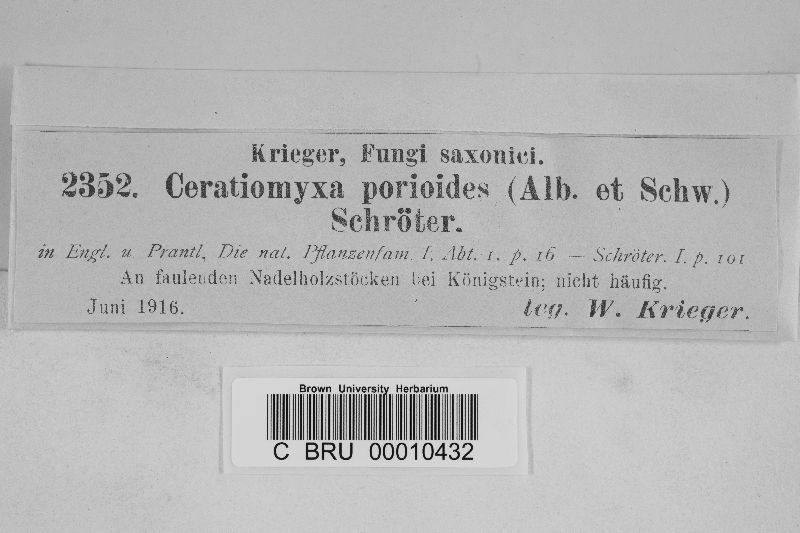 Krieger, Fungi saxonici.
2352. Ceratiomyxa porioides (Alb. et Schw.)
Schröter.
in Engl. u. Prantl, Die nat. Pflanzenfam. I. Abt. 1. p. 16 — Schröter. I. p. 101
An faulenden Nadelholzstöcken bei Königstein; nicht häufig.
Juni 1916. leg. W. Krieger.
Brown University Herbarium
C BRU 00010432